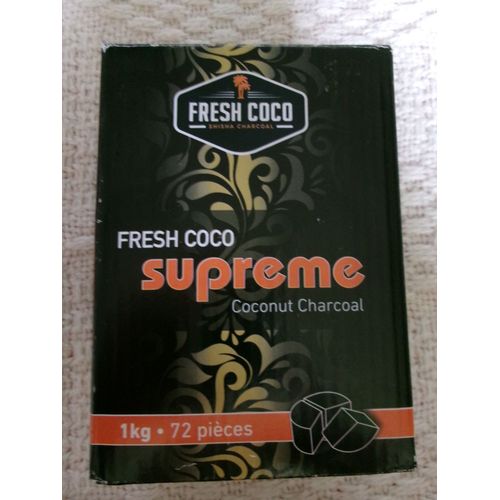 FRESH COCO
SHISHA CHARCOAL
FRESH COCO
supreme
Coconut Charcoal
1kg • 72 pièces